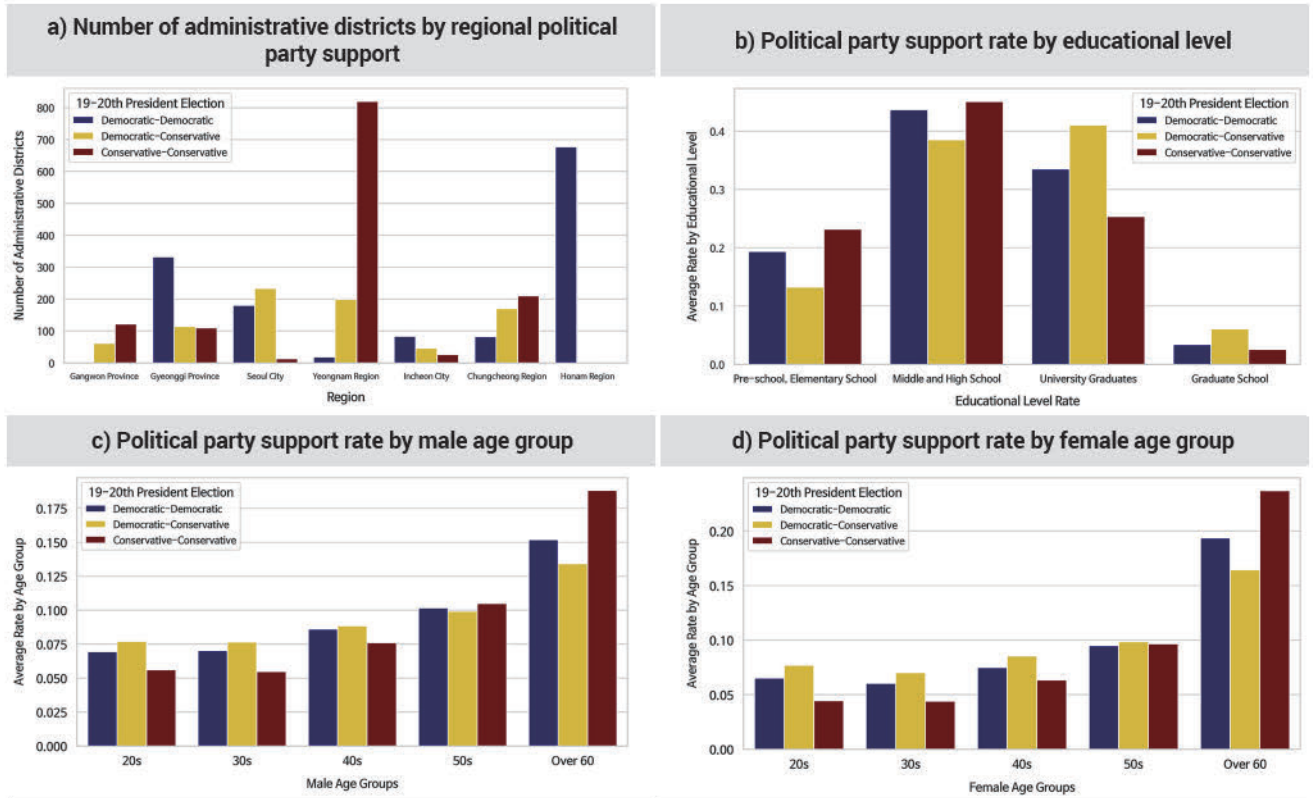 a) Number of administrative districts by regional political
party support
19-20th President Election
Democratic-Democratic
Democratic-Conservative
Conservative-Conservative
Number of Administrative Districts
800
700
600
500
400
300
200
100
0
Gangwon Province
Gyeonggi Province
Seoul City
Yeongnam Region
Incheon City
Chungcheong Region
Honam Region
Region
b) Political party support rate by educational level
19-20th President Election
Democratic-Democratic
Democratic-Conservative
Conservative-Conservative
Average Rate by Educational Level
0.4
0.3
0.2
0.1
0.0
Pre-school, Elementary School
Middle and High School
University Graduates
Graduate School
Educational Level Rate
c) Political party support rate by male age group
19-20th President Election
Democratic-Democratic
Democratic-Conservative
Conservative-Conservative
Average Rate by Age Group
0.175
0.150
0.125
0.100
0.075
0.050
0.025
0.000
20s
30s
40s
50s
Over 60
Male Age Groups
d) Political party support rate by female age group
19-20th President Election
Democratic-Democratic
Democratic-Conservative
Conservative-Conservative
Average Rate by Age Group
0.20
0.15
0.10
0.05
0.00
20s
30s
40s
50s
Over 60
Female Age Groups